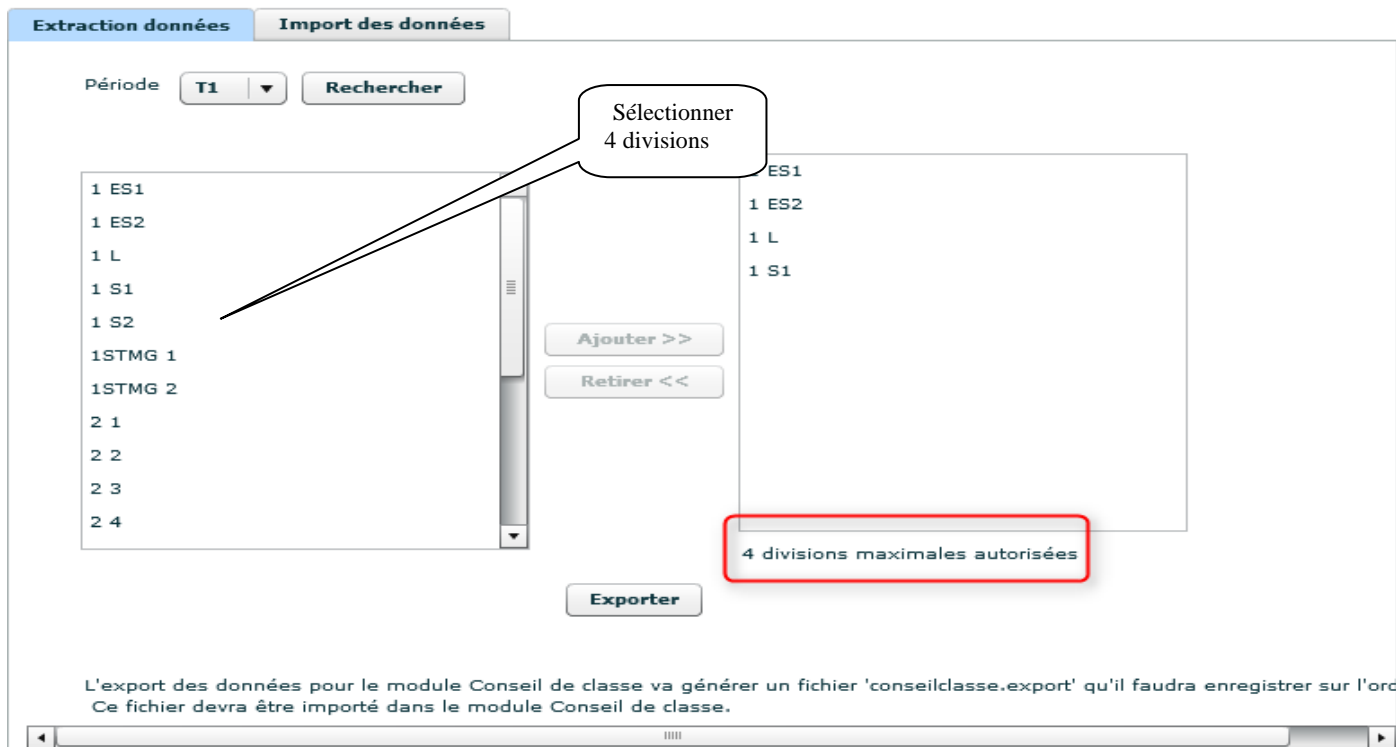 Extraction données
Import des données
Période T1 Rechercher
Sélectionner
4 divisions
1 ES1
1 ES2
1 L
1 S1
1 S2
1STMG 1
1STMG 2
2 1
2 2
2 3
2 4
Ajouter >>
Retirer <<
ES1
1 ES2
1 L
1 S1
4 divisions maximales autorisées
Exporter
L'export des données pour le module Conseil de classe va générer un fichier 'conseilclasse.export' qu'il faudra enregistrer sur l'ord
Ce fichier devra être importé dans le module Conseil de classe.